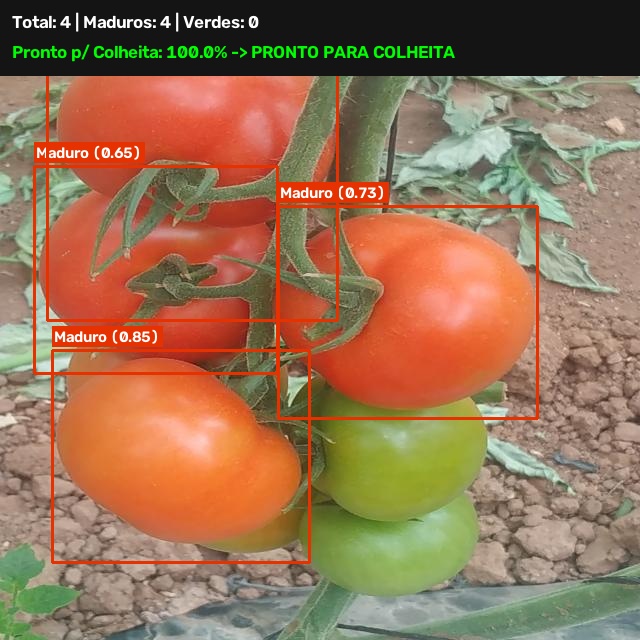 Total: 4 | Maduros: 4 | Verdes: 0
Pronto p/ Colheita: 100.0% -> PRONTO PARA COLHEITA
Maduro (0.65)
Maduro (0.73)
Maduro (0.85)